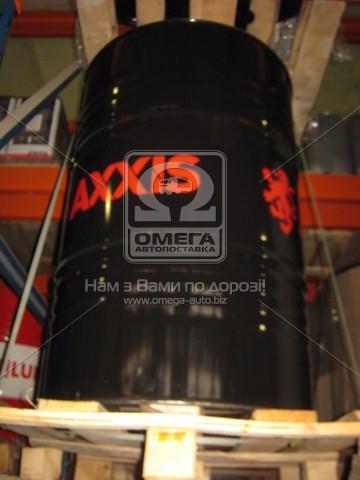 AXXIS
ОМЕГА
АВТОПОСТАВКА
Нам з Вами по дорозі!
www.omega-auto.biz